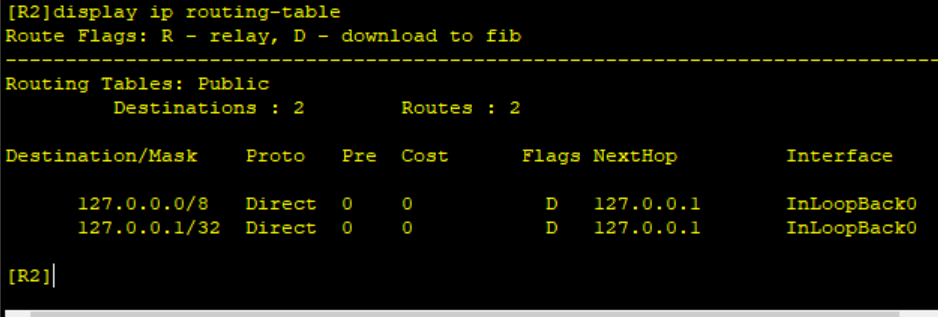 [R2]display ip routing-table
Route Flags: R - relay, D - download to fib
------------------------------------------------------------------------------
Routing Tables: Public
         Destinations : 2        Routes : 2
Destination/Mask    Proto   Pre  Cost      Flags NextHop         Interface
      127.0.0.0/8   Direct  0    0           D   127.0.0.1       InLoopBack0
      127.0.0.1/32  Direct  0    0           D   127.0.0.1       InLoopBack0
[R2]